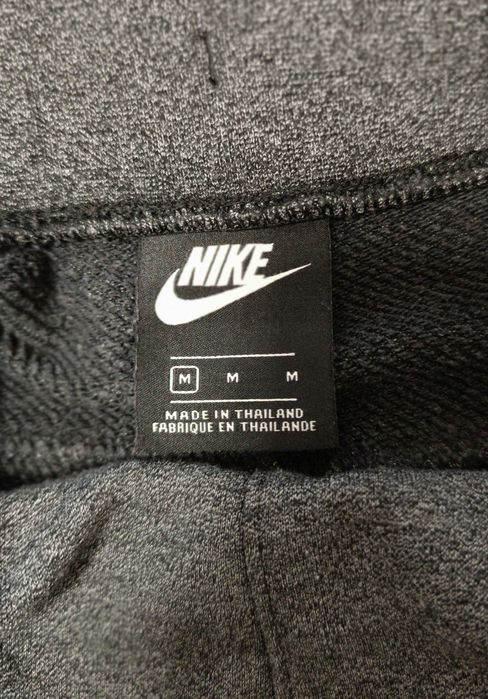 NIKE
M M M
MADE IN THAILAND
FABRIQUE EN THAILANDE